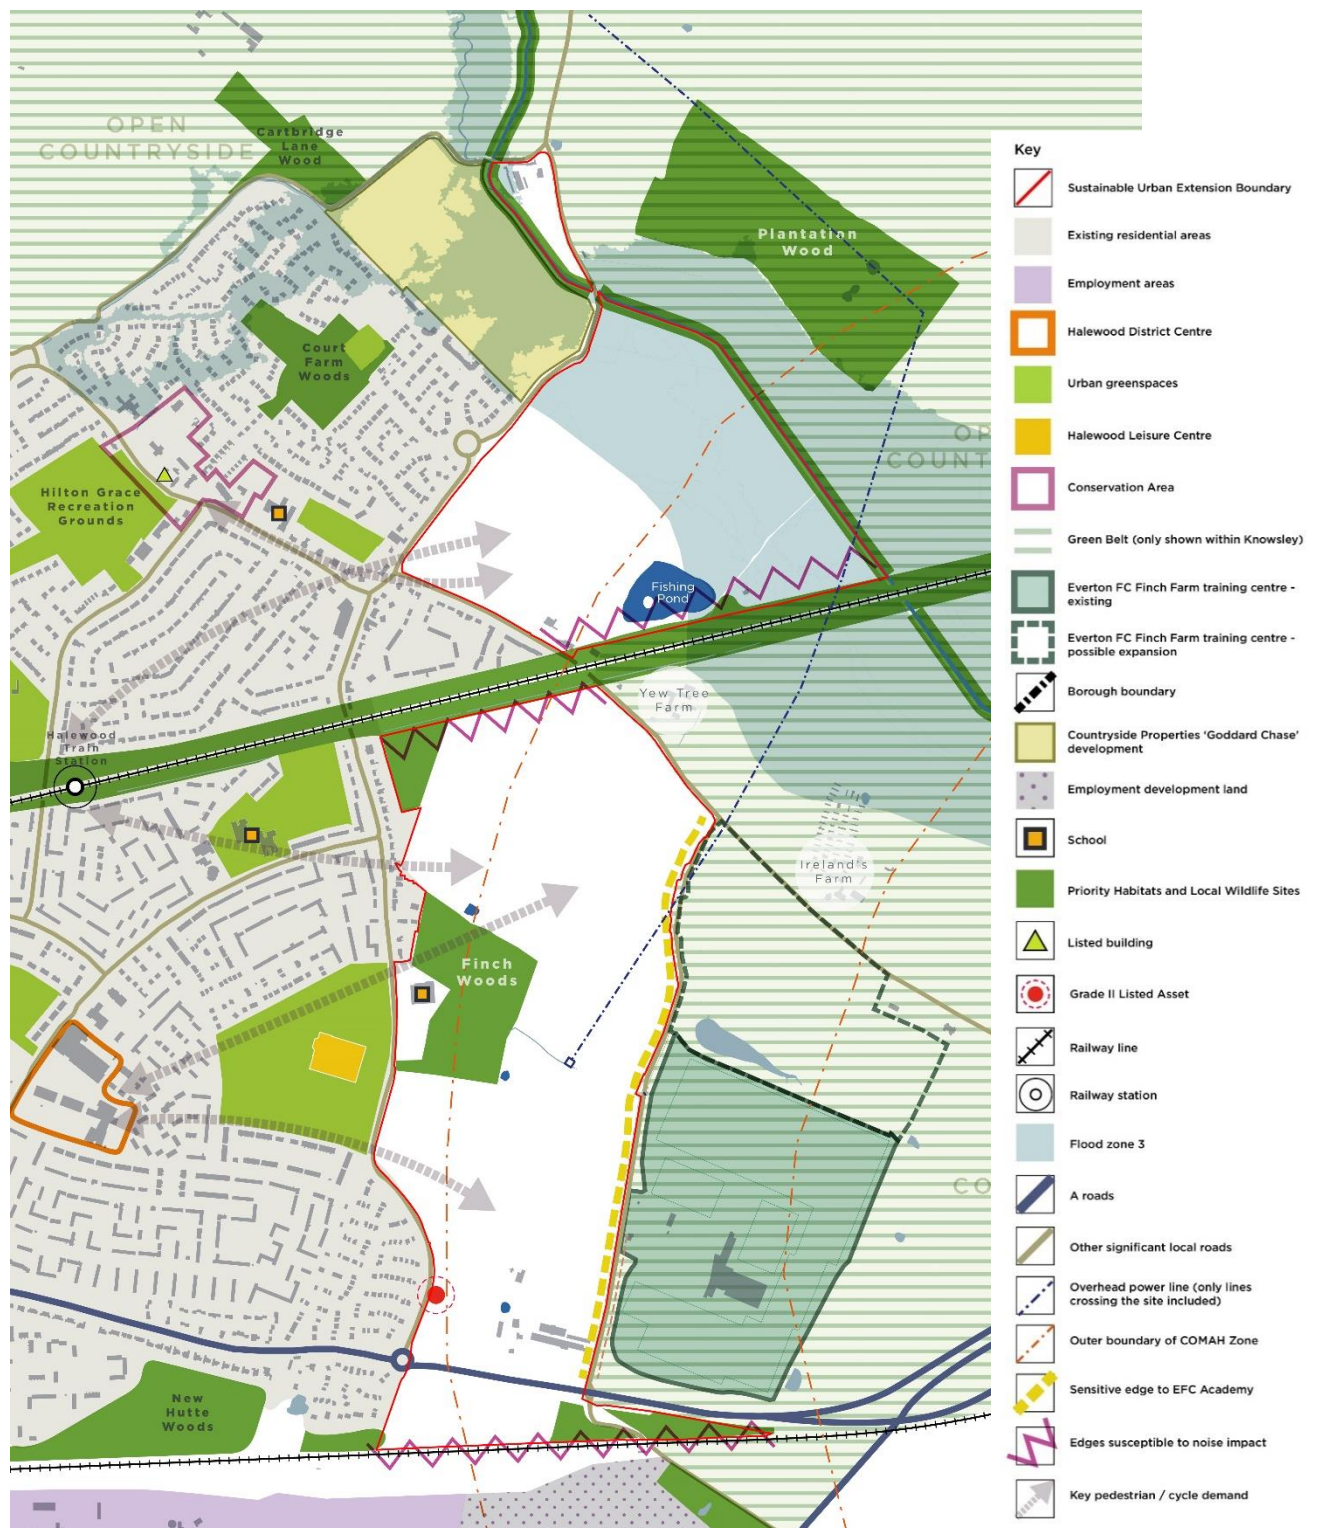 OPEN
COUNTRYSIDE
Cartbridge
Lane
Wood
Plantation
Wood
Court
Farm
Woods
OP
COUNT
Hilton Grace
Recreation
Grounds
Fishing
Pond
Yew Tree
Farm
Halewood
Train
Station
Ireland's
Farm
Finch
Woods
CO
New
Hutte
Woods
Key
Sustainable Urban Extension Boundary
Existing residential areas
Employment areas
Halewood District Centre
Urban greenspaces
Halewood Leisure Centre
Conservation Area
Green Belt (only shown within Knowsley)
Everton FC Finch Farm training centre -
existing
Everton FC Finch Farm training centre -
possible expansion
Borough boundary
Countryside Properties ‘Goddard Chase’
development
Employment development land
School
Priority Habitats and Local Wildlife Sites
Listed building
Grade II Listed Asset
Railway line
Railway station
Flood zone 3
A roads
Other significant local roads
Overhead power line (only lines
crossing the site included)
Outer boundary of COMAH Zone
Sensitive edge to EFC Academy
Edges susceptible to noise impact
Key pedestrian / cycle demand